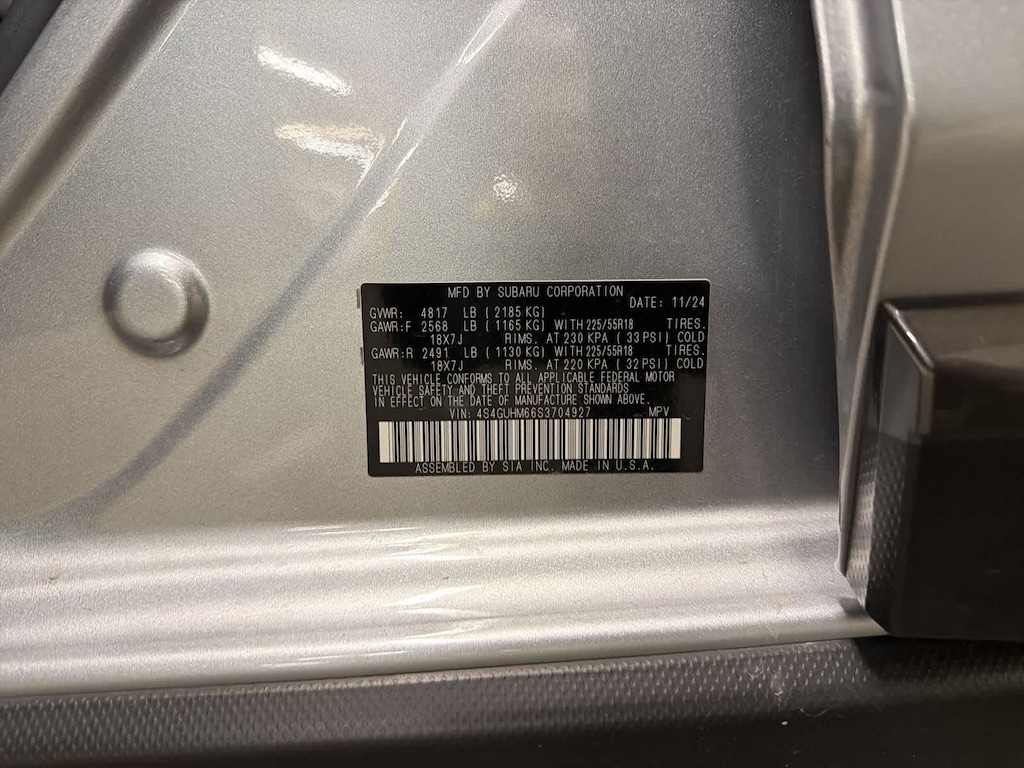 MFD BY SUBARU CORPORATION
DATE: 11/24
GVWR: 4817 LB ( 2185 KG)
GAWR:F 2568 LB ( 1165 KG) WITH 225/55R18 TIRES.
18X7J RIMS. AT 230 KPA ( 33 PSI) COLD
GAWR:R 2491 LB ( 1130 KG) WITH 225/55R18 TIRES.
18X7J RIMS. AT 220 KPA ( 32 PSI) COLD
THIS VEHICLE CONFORMS TO ALL APPLICABLE FEDERAL MOTOR
VEHICLE SAFETY AND THEFT PREVENTION STANDARDS
IN EFFECT ON THE DATE OF MANUFACTURE SHOWN ABOVE.
VIN: 4S4GUHM66S3704927 MPV
ASSEMBLED BY SIA INC. MADE IN U.S.A.